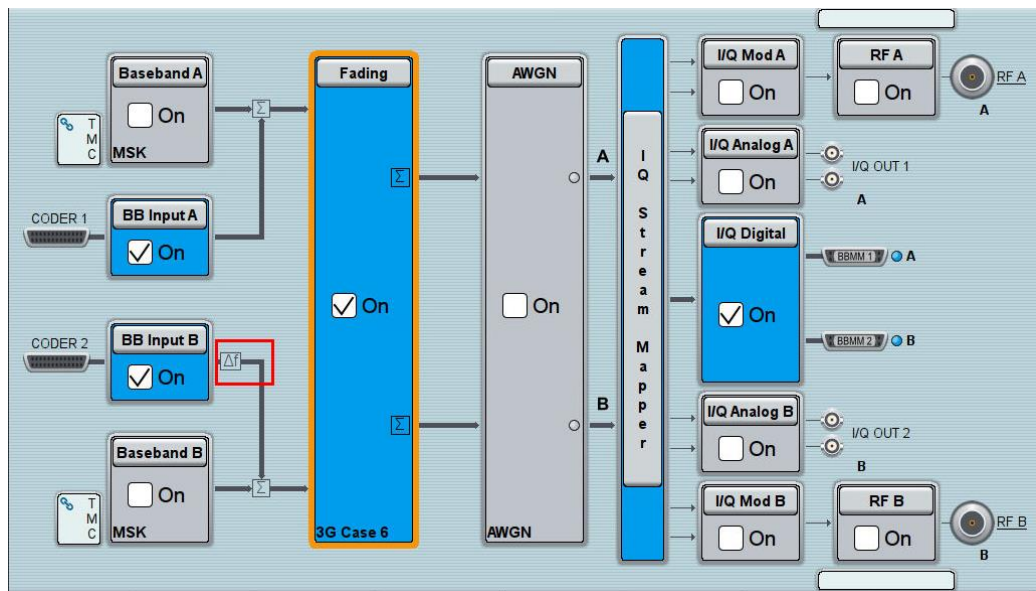 Baseband A
On
T
M
C
MSK
Σ
CODER 1
BB Input A
On
CODER 2
BB Input B
On
Δf
Baseband B
On
T
M
C
MSK
Σ
Fading
Σ
On
Σ
3G Case 6
AWGN
On
AWGN
A
B
I
Q
S
t
r
e
a
m
M
a
p
p
e
r
I/Q Mod A
On
RF A
On
RF A
A
I/Q Analog A
On
I/Q OUT 1
A
I/Q Digital
On
BBMM 1
A
BBMM 2
B
I/Q Analog B
On
I/Q OUT 2
B
I/Q Mod B
On
RF B
On
RF B
B